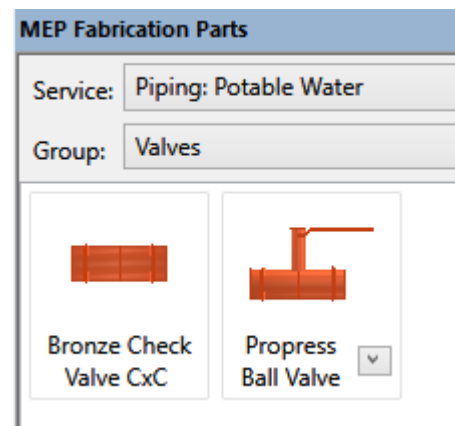 MEP Fabrication Parts
Service: Piping: Potable Water
Group: Valves
Bronze Check
Valve CxC
Propress
Ball Valve